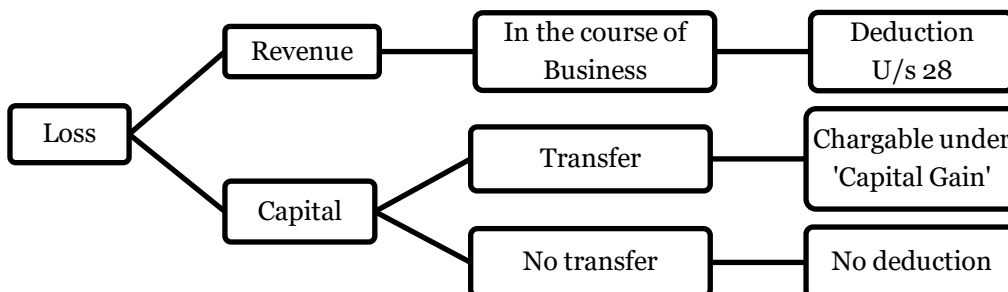 Loss
Revenue
In the course of
Business
Deduction
U/s 28
Capital
Transfer
Chargable under
'Capital Gain'
No transfer
No deduction